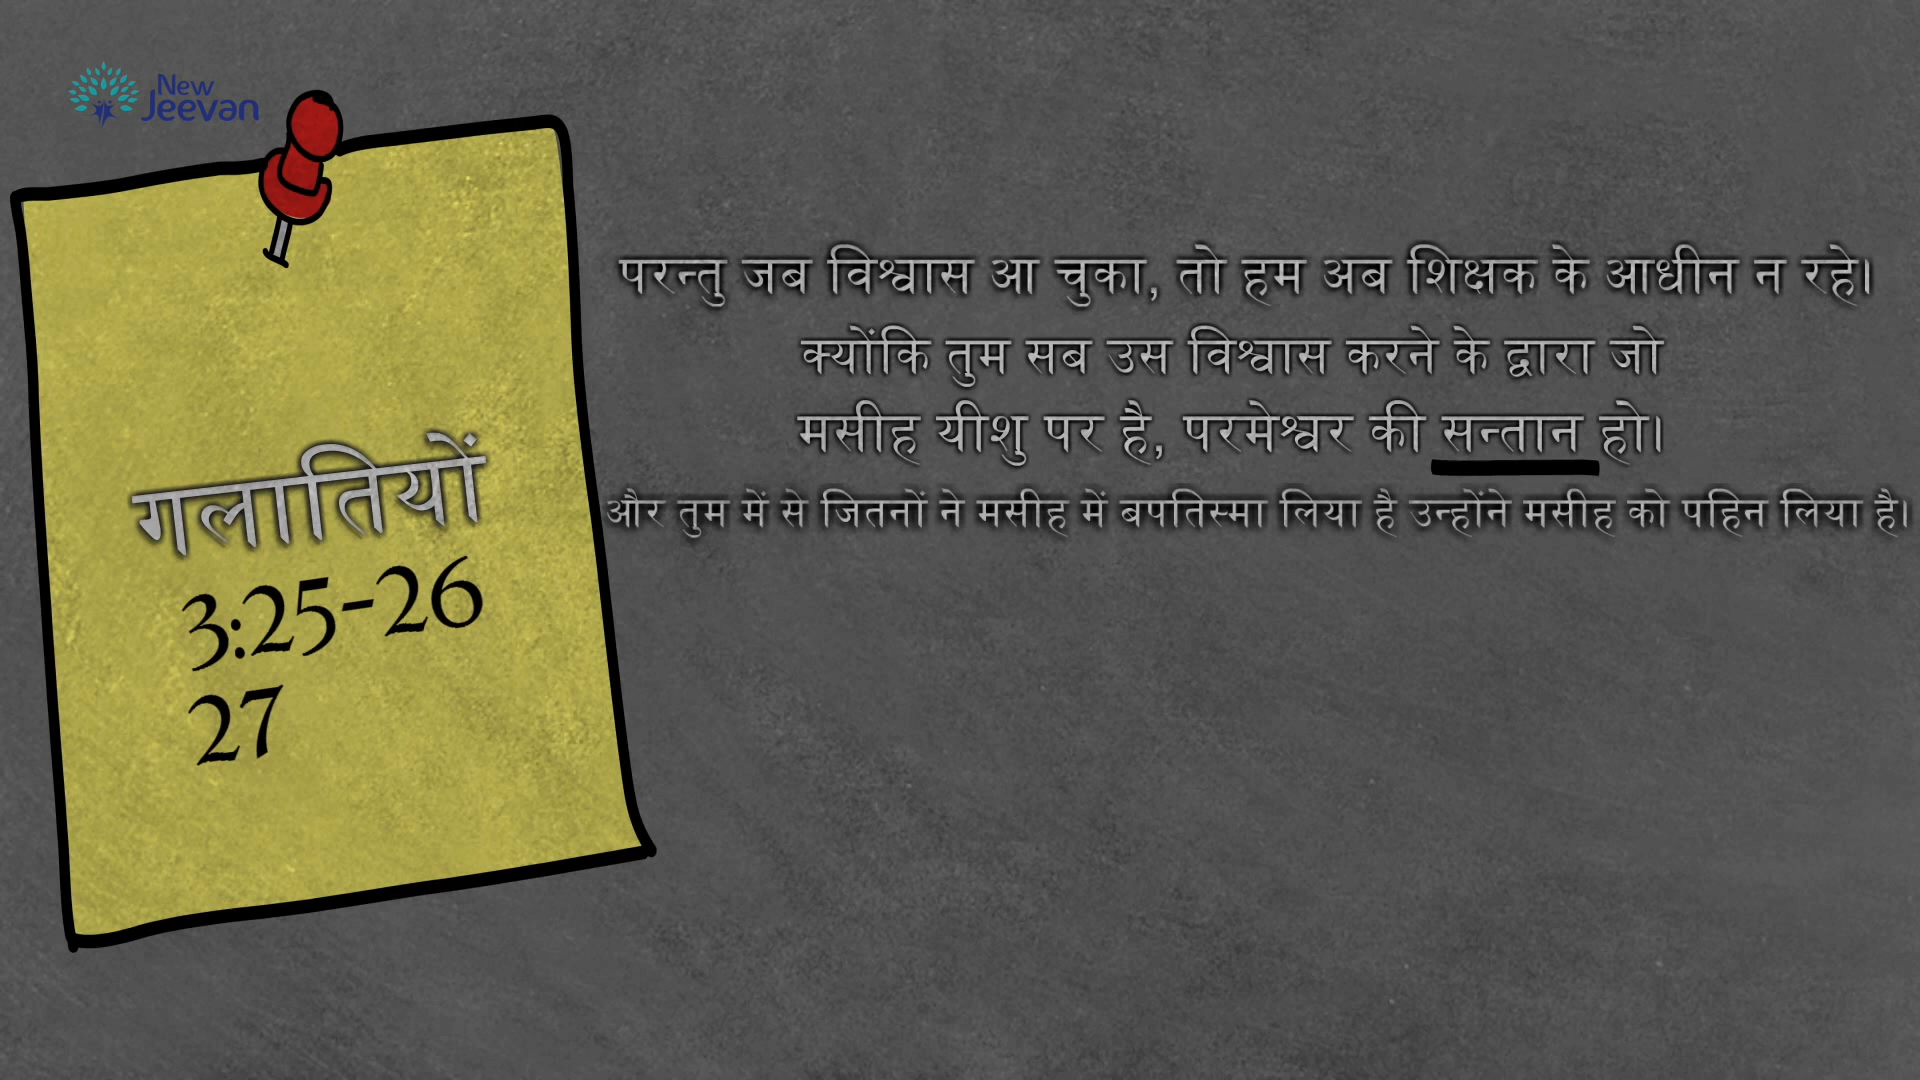 New
Jeevan
गलातियों
3:25-26
27
परन्तु जब विश्वास आ चुका, तो हम अब शिक्षक के आधीन न रहे।
क्योंकि तुम सब उस विश्वास करने के द्वारा जो
मसीह यीशु पर है, परमेश्वर की सन्तान हो।
और तुम में से जितनों ने मसीह में बपतिस्मा लिया है उन्होंने मसीह को पहिन लिया है।